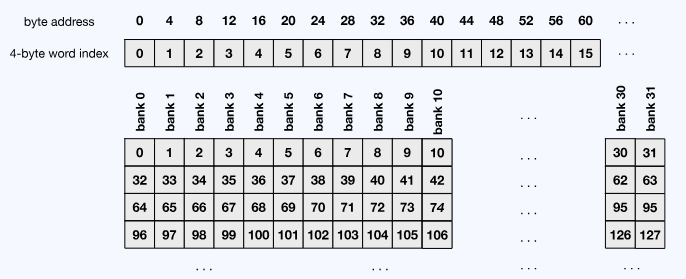 byte address 0 4 8 12 16 20 24 28 32 36 40 44 48 52 56 60 ...
4-byte word index 0 1 2 3 4 5 6 7 8 9 10 11 12 13 14 15 ...
bank 0 bank 1 bank 2 bank 3 bank 4 bank 5 bank 6 bank 7 bank 8 bank 9 bank 10 ... bank 30 bank 31
0 1 2 3 4 5 6 7 8 9 10 ... 30 31
32 33 34 35 36 37 38 39 40 41 42 ... 62 63
64 65 66 67 68 69 70 71 72 73 74 ... 95 95
96 97 98 99 100 101 102 103 104 105 106 ... 126 127
... ... ... ...